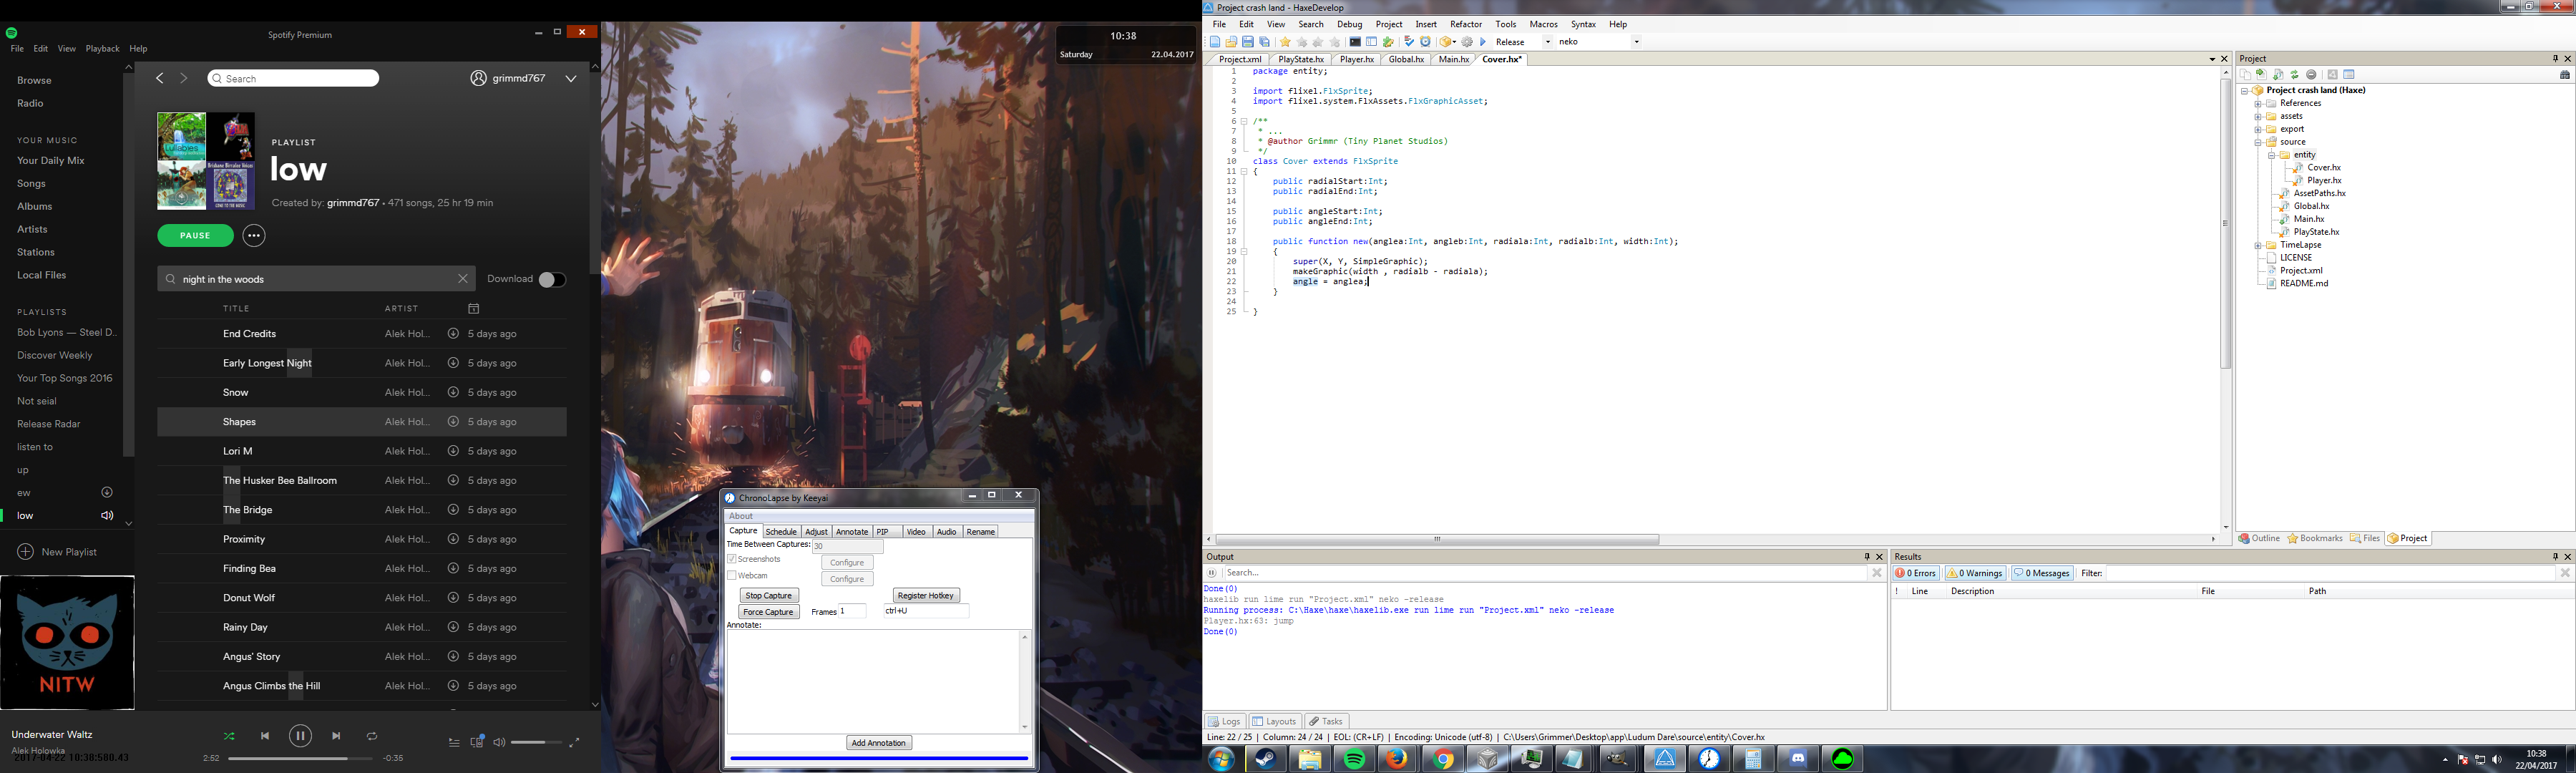 Spotify Premium
File Edit View Playback Help
Browse
Radio
YOUR MUSIC
Your Daily Mix
Songs
Albums
Artists
Stations
Local Files
PLAYLISTS
Bob Lyons — Steel D..
Discover Weekly
Your Top Songs 2016
Not seial
Release Radar
listen to
up
ew
low
New Playlist
NITW
Search
grimmd767
Lullabies
PLAYLIST
low
Created by: grimmd767 • 471 songs, 25 hr 19 min
PAUSE
night in the woods
Download
TITLE ARTIST
End Credits Alek Hol... 5 days ago
Early Longest Night Alek Hol... 5 days ago
Snow Alek Hol... 5 days ago
Shapes Alek Hol... 5 days ago
Lori M Alek Hol... 5 days ago
The Husker Bee Ballroom Alek Hol... 5 days ago
The Bridge Alek Hol... 5 days ago
Proximity Alek Hol... 5 days ago
Finding Bea Alek Hol... 5 days ago
Donut Wolf Alek Hol... 5 days ago
Rainy Day Alek Hol... 5 days ago
Angus' Story Alek Hol... 5 days ago
Angus Climbs the Hill Alek Hol... 5 days ago
Underwater Waltz
Alek Holowka
2017-04-22 10:38:580.43
2:52 -0:35
10:38
Saturday 22.04.2017
ChronoLapse by Keeyai
About
Capture Schedule Adjust Annotate PIP Video Audio Rename
Time Between Captures: 30
Screenshots Configure
Webcam Configure
Stop Capture Register Hotkey
Force Capture Frames 1 ctrl+U
Annotate:
Add Annotation
Project crash land - HaxeDevelop
File Edit View Search Debug Project Insert Refactor Tools Macros Syntax Help
Release neko
Project.xml PlayState.hx Player.hx Global.hx Main.hx Cover.hx*
1 package entity;
2
3 import flixel.FlxSprite;
4 import flixel.system.FlxAssets.FlxGraphicAsset;
5
6 /**
7 * ...
8 * @author Grimmr (Tiny Planet Studios)
9 */
10 class Cover extends FlxSprite
11 {
12 public radialStart:Int;
13 public radialEnd:Int;
14
15 public angleStart:Int;
16 public angleEnd:Int;
17
18 public function new(anglea:Int, angleb:Int, radiala:Int, radialb:Int, width:Int);
19 {
20 super(X, Y, SimpleGraphic);
21 makeGraphic(width , radialb - radiala);
22 angle = anglea;
23 }
24
25 }
Project
Project crash land (Haxe)
References
assets
export
source
entity
Cover.hx
Player.hx
AssetPaths.hx
Global.hx
Main.hx
PlayState.hx
TimeLapse
LICENSE
Project.xml
README.md
Outline Bookmarks Files Project
Output
Search...
Done(0)
haxelib run lime run "Project.xml" neko -release
Running process: C:\Haxe\haxe\haxelib.exe run lime run "Project.xml" neko -release
Player.hx:63: jump
Done(0)
Logs Layouts Tasks
Results
0 Errors 0 Warnings 0 Messages Filter:
! Line Description File Path
Line: 22 / 25 | Column: 24 / 24 | EOL: (CR+LF) | Encoding: Unicode (utf-8) | C:\Users\Grimmer\Desktop\app\Ludum Dare\source\entity\Cover.hx
10:38
22/04/2017